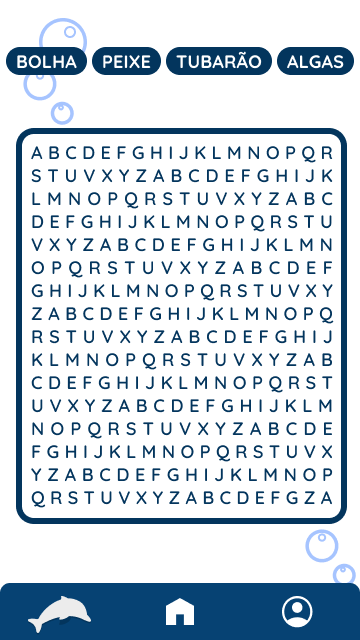 BOLHA PEIXE TUBARÃO ALGAS
A B C D E F G H I J K L M N O P Q R
S T U V X Y Z A B C D E F G H I J K
L M N O P Q R S T U V X Y Z A B C
D E F G H I J K L M N O P Q R S T U
V X Y Z A B C D E F G H I J K L M N
O P Q R S T U V X Y Z A B C D E F
G H I J K L M N O P Q R S T U V X Y
Z A B C D E F G H I J K L M N O P Q
R S T U V X Y Z A B C D E F G H I J
K L M N O P Q R S T U V X Y Z A B
C D E F G H I J K L M N O P Q R S T
U V X Y Z A B C D E F G H I J K L M
N O P Q R S T U V X Y Z A B C D E
F G H I J K L M N O P Q R S T U V X
Y Z A B C D E F G H I J K L M N O P
Q R S T U V X Y Z A B C D E F G Z A